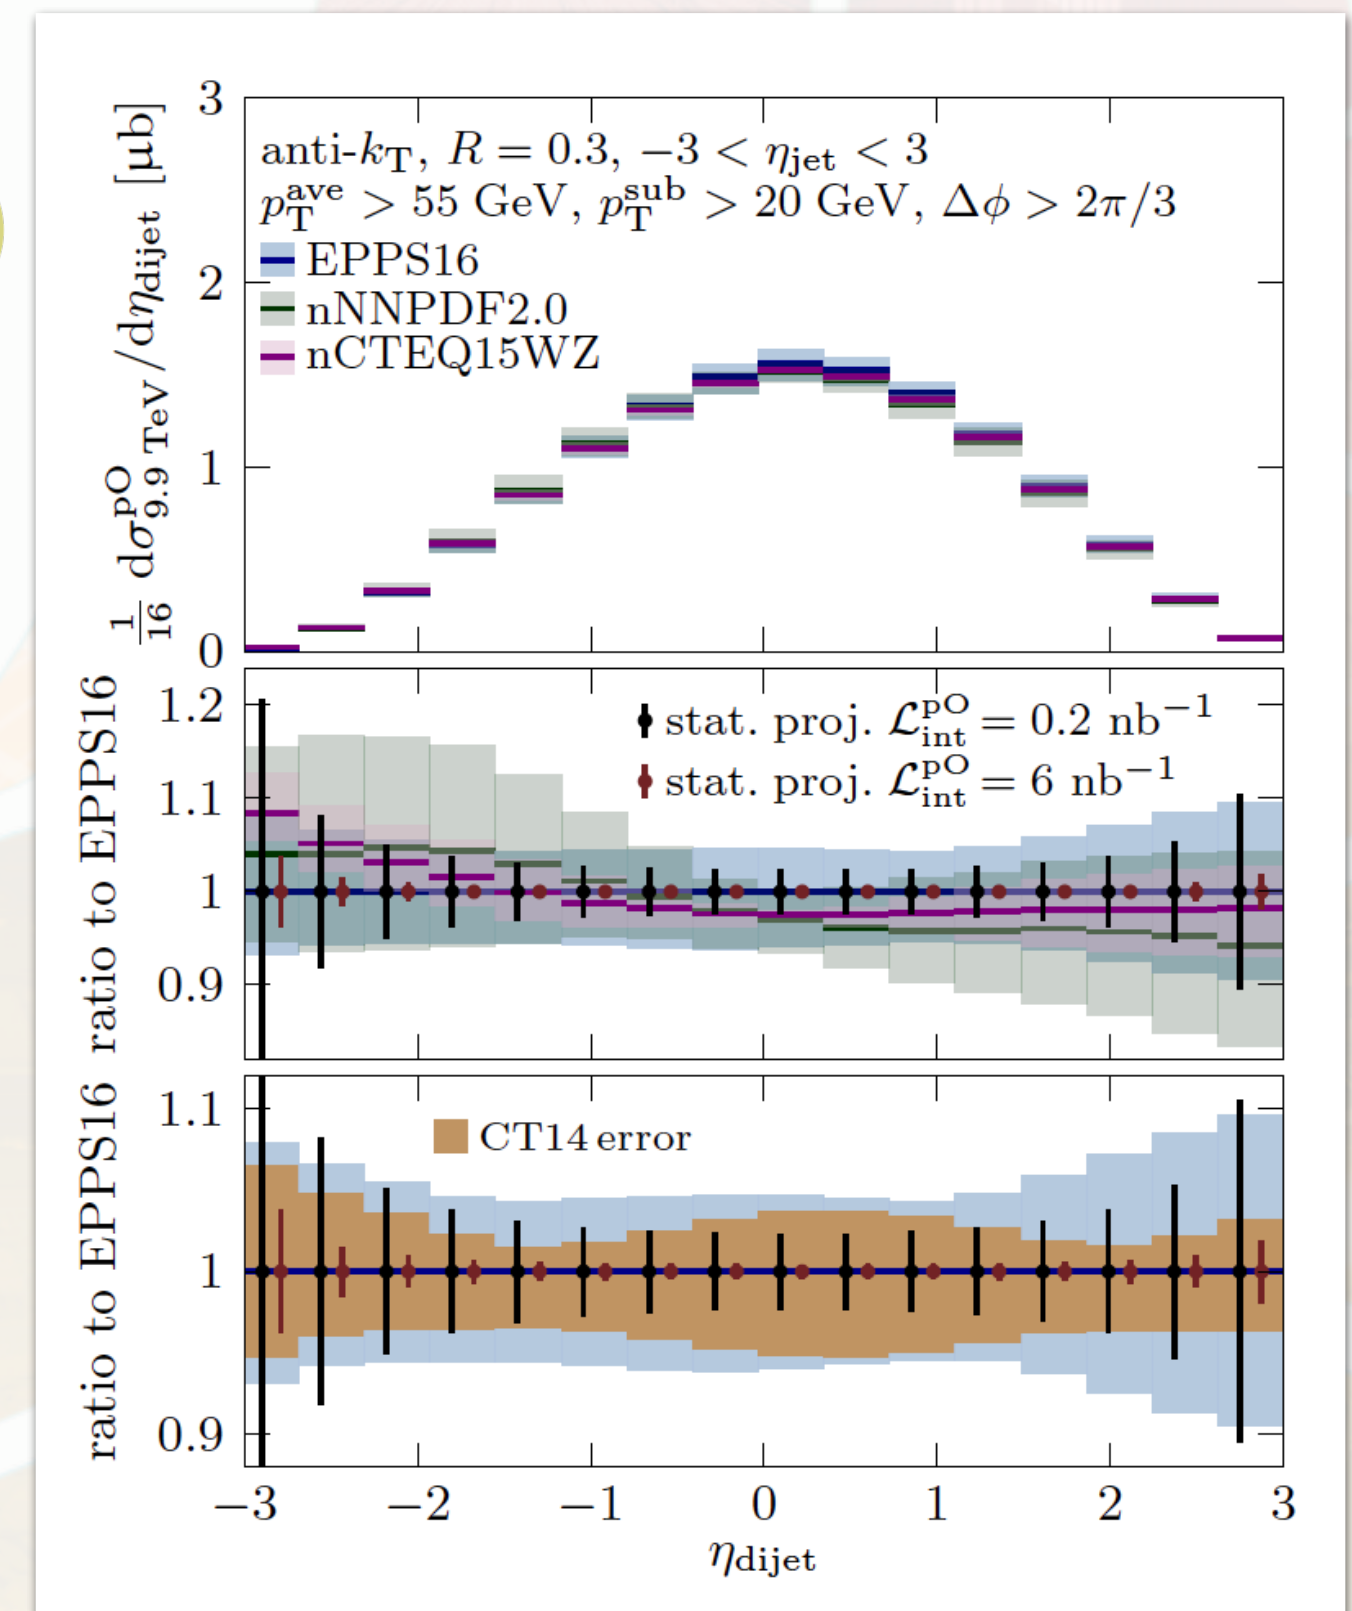 3
anti-kT, R = 0.3, −3 < ηjet < 3
pTave > 55 GeV, pTsub > 20 GeV, Δφ > 2π/3
EPPS16
nNNPDF2.0
nCTEQ15WZ
2
1
0
1/16 dσpO9.9 TeV/dηdijet [μb]
stat. proj. ℒpOint = 0.2 nb−1
stat. proj. ℒpOint = 6 nb−1
1.2
1.1
1
0.9
ratio to EPPS16
CT14 error
1.1
1
0.9
ratio to EPPS16
−3 −2 −1 0 1 2 3
ηdijet